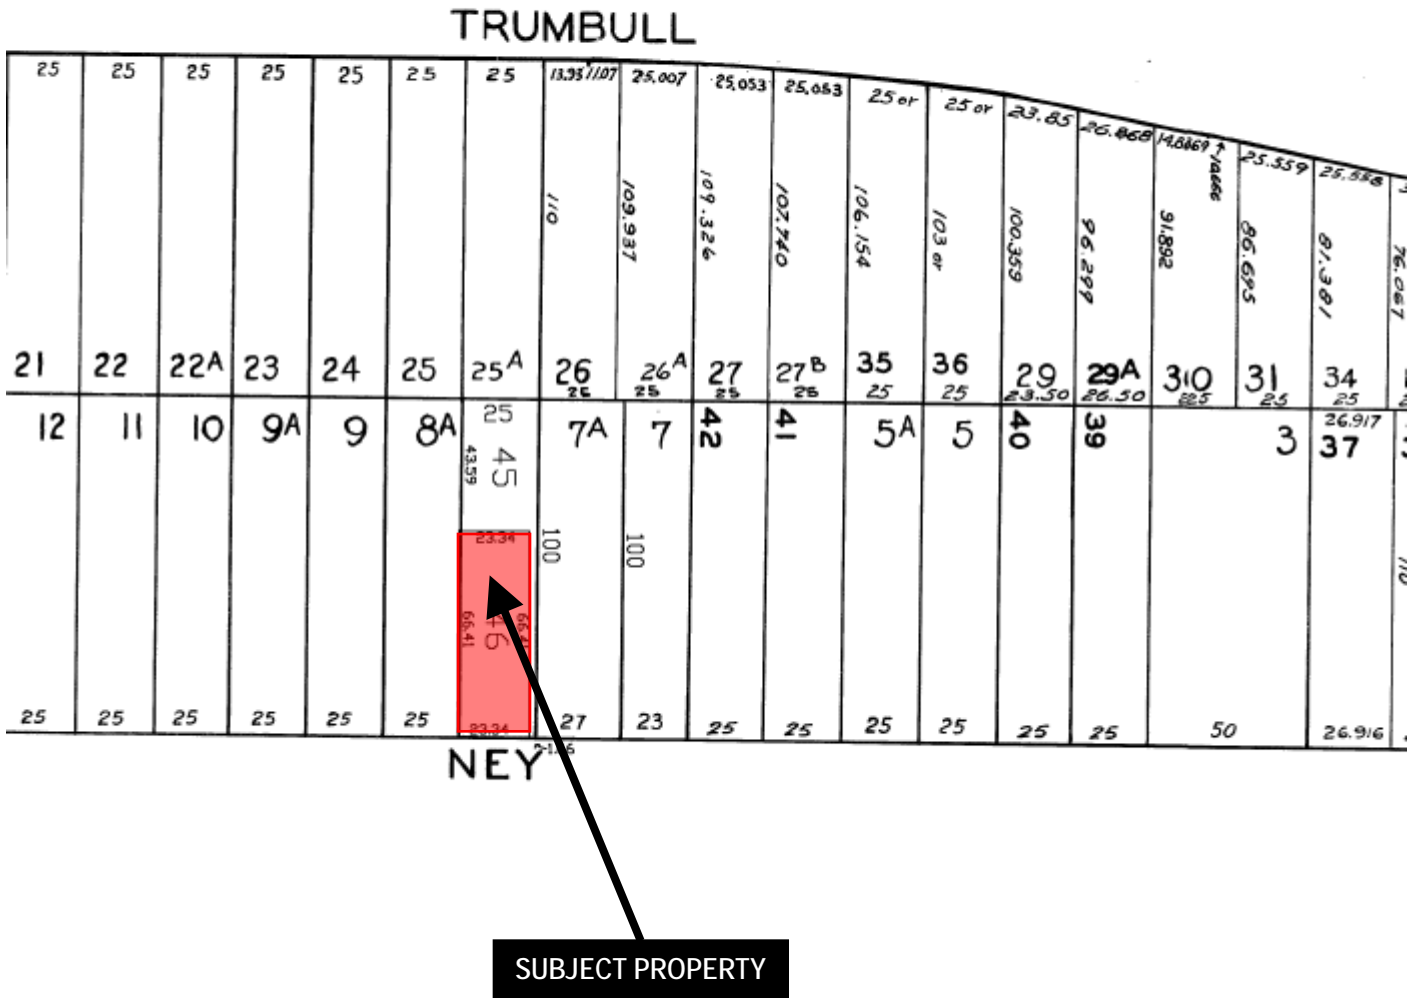 TRUMBULL
25 25 25 25 25 25 25 13.93 11.07 25.007 25.053 25.053 25 or 25 or 23.85 26.868 25.559 25.558
110 109.937 109.326 107.740 106.154 103 or 100.359 96.299 91.892 86.695 81.381 76.067
21 22 22A 23 24 25 25A 26 26A 27 27B 35 36 29 29A 310 31 34
25 25 25 25 25 25 23.50 26.50 25 25 25
12 11 10 9A 9 8A 25 7A 7 42 41 5A 5 40 39 3 26.917
37
43.59 45
23.34 100 100 110
66.41 46
25 25 25 25 25 25 23.34 27 23 25 25 25 25 25 25 50 26.916
NEY
SUBJECT PROPERTY